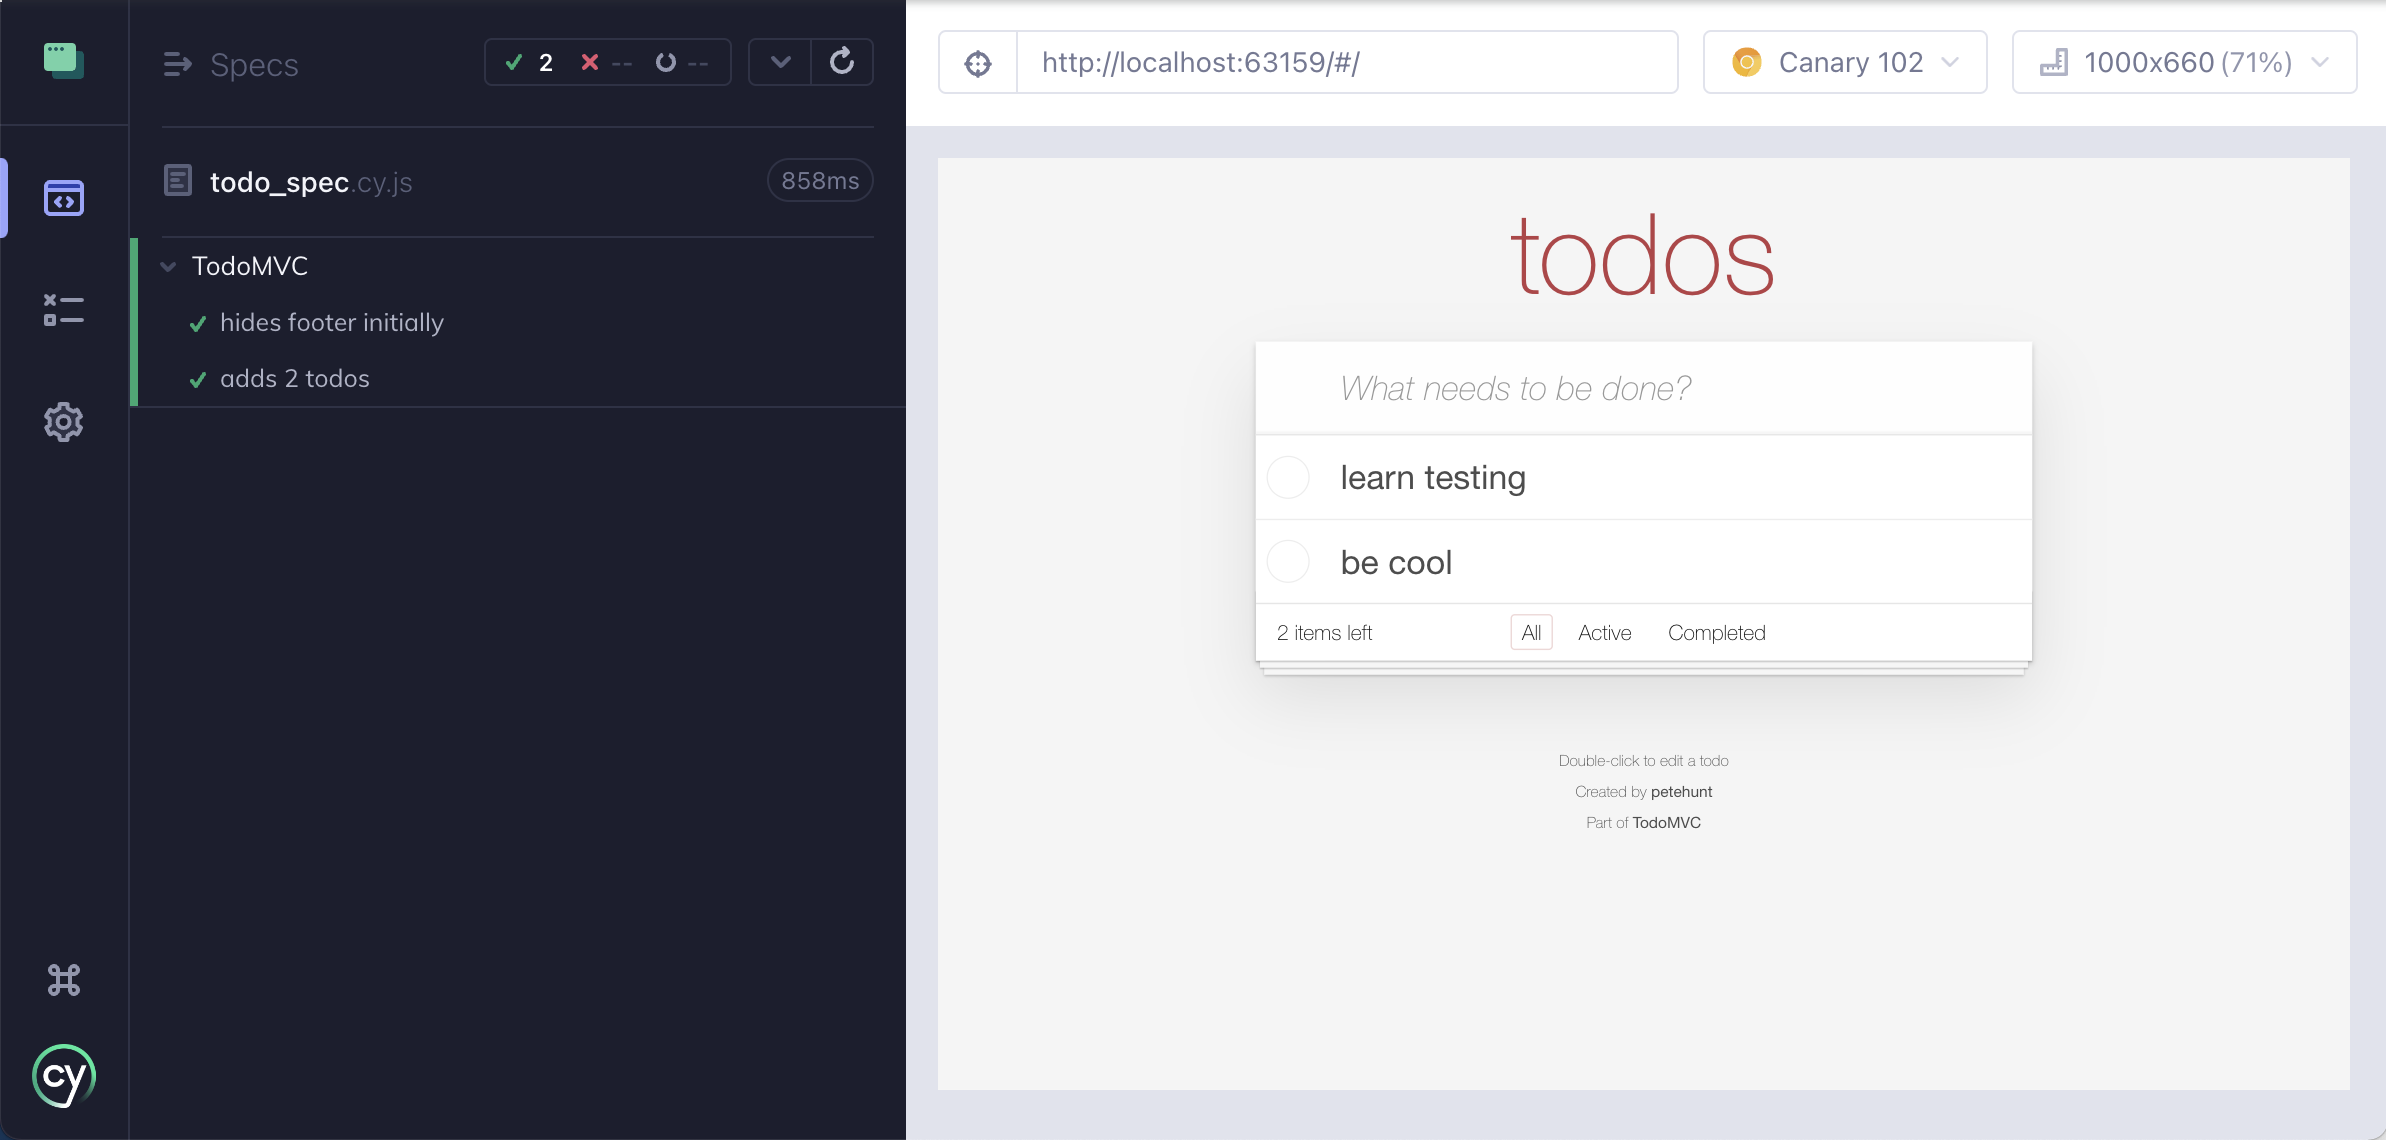 Specs
2 -- --
todo_spec.cy.js 858ms
TodoMVC
hides footer initially
adds 2 todos
cy
http://localhost:63159/#/
Canary 102
1000x660 (71%)
todos
What needs to be done?
learn testing
be cool
2 items left All Active Completed
Double-click to edit a todo
Created by petehunt
Part of TodoMVC